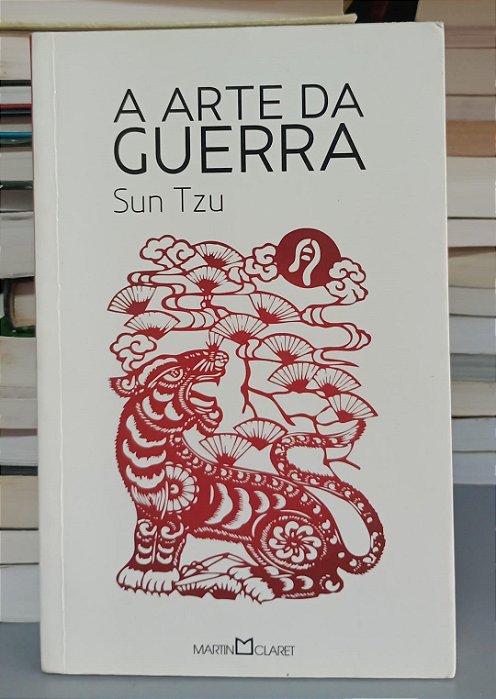 A ARTE DA
GUERRA
Sun Tzu
MARTIN M CLARET